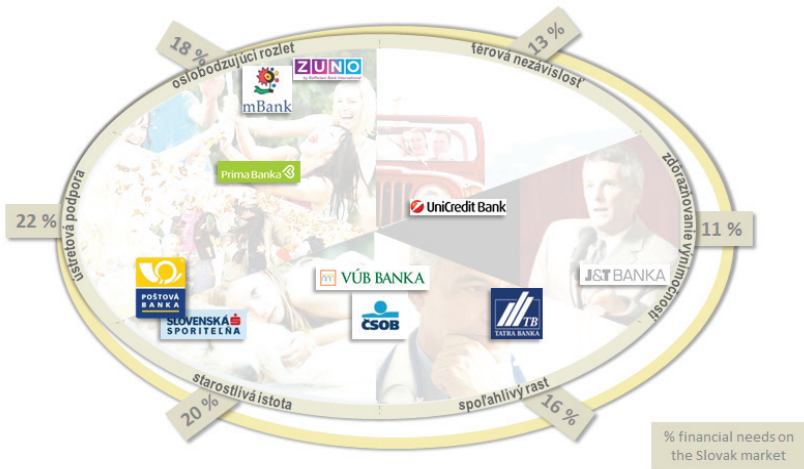 18 %
13 %
oslobodzujúci rozlet
férová nezávislosť
ZUNO
by Raiffeisen Bank International
mBank
Prima Banka
UniCredit Bank
22 %
ústretová podpora
zdôrazňovanie výnimočnosti
11 %
VÚB BANKA
J&T BANKA
POŠTOVÁ
BANKA
SLOVENSKÁ
SPORITEĽŇA
ČSOB
TB
TATRA BANKA
starostlivá istota
spoľahlivý rast
20 %
16 %
% financial needs on
the Slovak market